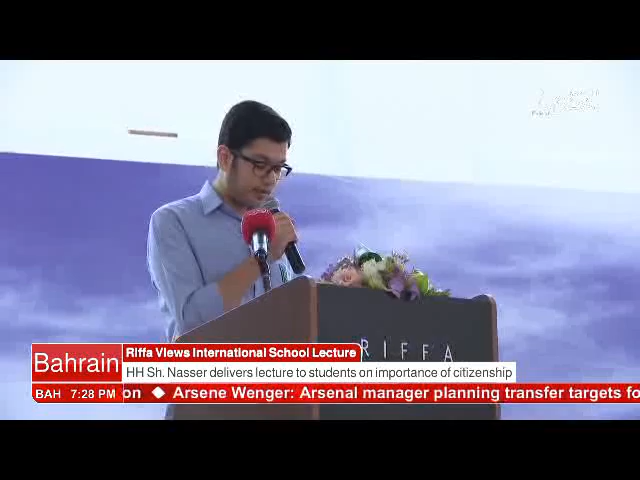 RIFFA
Bahrain
Riffa Views International School Lecture
HH Sh. Nasser delivers lecture to students on importance of citizenship
BAH 7:28 PM
on ◆ Arsene Wenger: Arsenal manager planning transfer targets fo